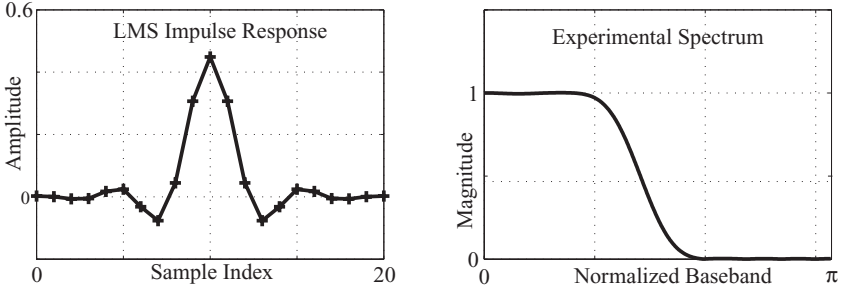 0.6
LMS Impulse Response
Amplitude
0
0
20
Sample Index
Experimental Spectrum
1
Magnitude
0
0
π
Normalized Baseband